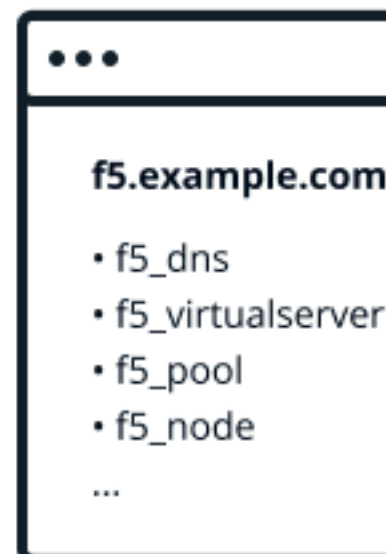 f5.example.com
• f5_dns
• f5_virtualserver
• f5_pool
• f5_node
...